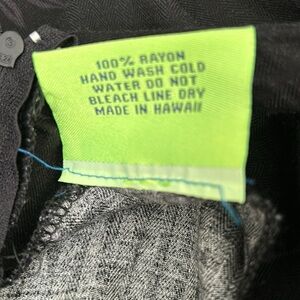 100% RAYON
HAND WASH COLD
WATER DO NOT
BLEACH LINE DRY
MADE IN HAWAII